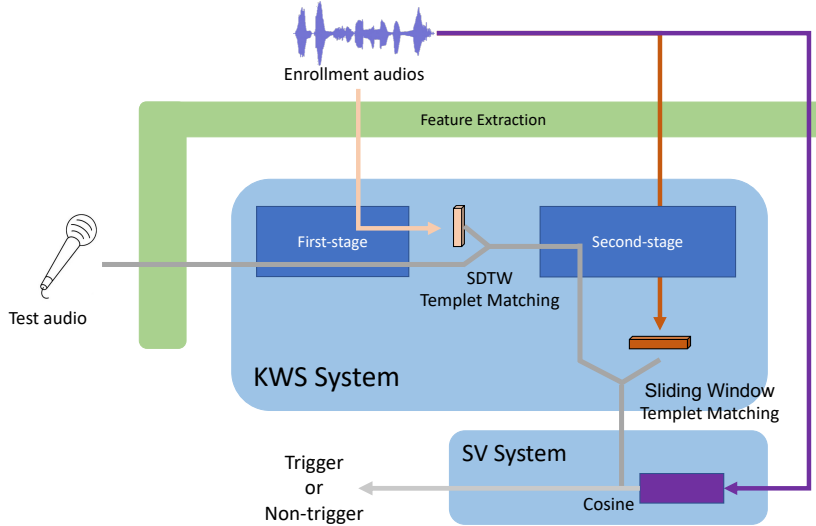 Enrollment audios
Feature Extraction
First-stage
Second-stage
SDTW
Templet Matching
Test audio
KWS System
Sliding Window
Templet Matching
SV System
Trigger
or
Non-trigger
Cosine